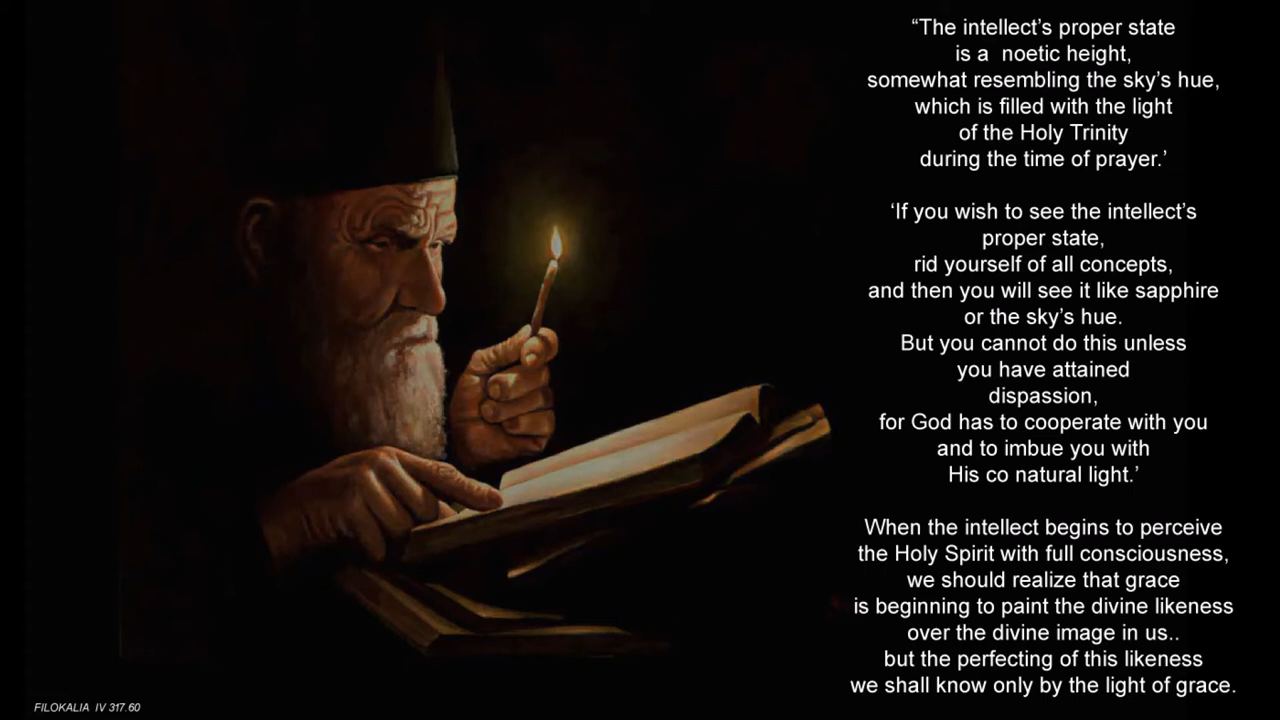 “The intellect’s proper state
is a  noetic height,
somewhat resembling the sky’s hue,
which is filled with the light
of the Holy Trinity
during the time of prayer.’
‘If you wish to see the intellect’s
proper state,
rid yourself of all concepts,
and then you will see it like sapphire
or the sky’s hue.
But you cannot do this unless
you have attained
dispassion,
for God has to cooperate with you
and to imbue you with
His co natural light.’
When the intellect begins to perceive
the Holy Spirit with full consciousness,
we should realize that grace
is beginning to paint the divine likeness
over the divine image in us..
but the perfecting of this likeness
we shall know only by the light of grace.
FILOKALIA  IV 317.60